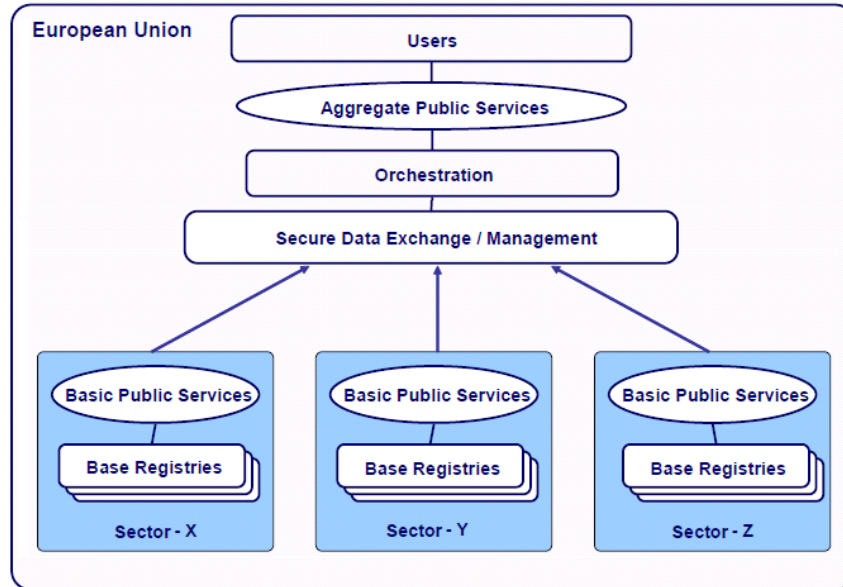 European Union
Users
Aggregate Public Services
Orchestration
Secure Data Exchange / Management
Basic Public Services
Base Registries
Sector - X
Basic Public Services
Base Registries
Sector - Y
Basic Public Services
Base Registries
Sector - Z